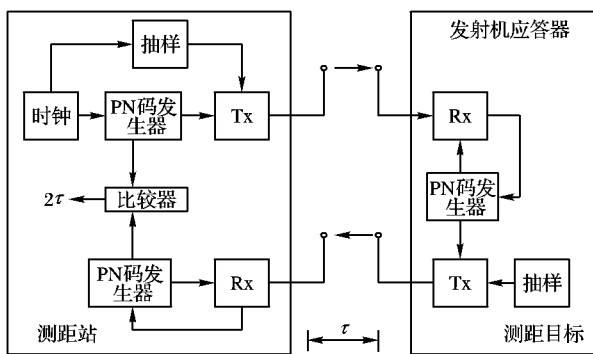 抽样
发射机应答器
时钟
PN码发
生器
Tx
Rx
2τ
比较器
PN码发
生器
PN码发
生器
Rx
Tx
抽样
测距站
τ
测距目标